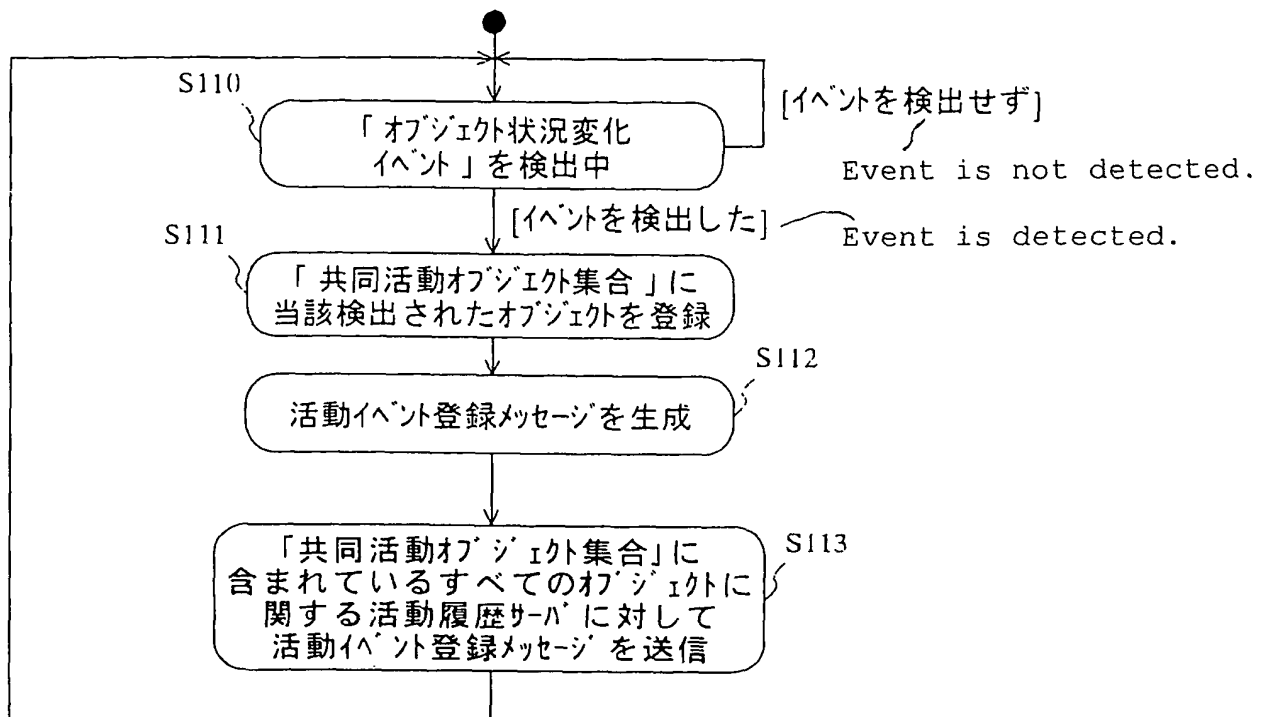 S110
「オブジェクト状況変化
イベント」を検出中
[イベントを検出せず]
Event is not detected.
[イベントを検出した]
Event is detected.
S111
「共同活動オブジェクト集合」に
当該検出されたオブジェクトを登録
S112
活動イベント登録メッセージを生成
S113
「共同活動オブジェクト集合」に
含まれているすべてのオブジェクトに
関する活動履歴サーバに対して
活動イベント登録メッセージを送信